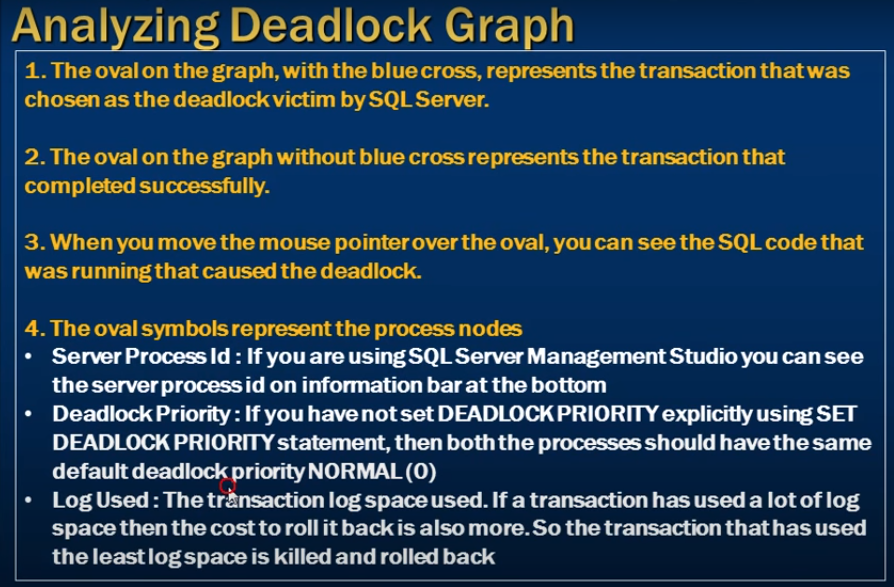 Analyzing Deadlock Graph
1. The oval on the graph, with the blue cross, represents the transaction that was
chosen as the deadlock victim by SQL Server.
2. The oval on the graph without blue cross represents the transaction that
completed successfully.
3. When you move the mouse pointer over the oval, you can see the SQL code that
was running that caused the deadlock.
4. The oval symbols represent the process nodes
• Server Process Id : If you are using SQL Server Management Studio you can see
the server process id on information bar at the bottom
• Deadlock Priority : If you have not set DEADLOCK PRIORITY explicitly using SET
DEADLOCK PRIORITY statement, then both the processes should have the same
default deadlock priority NORMAL (0)
• Log Used : The transaction log space used. If a transaction has used a lot of log
space then the cost to roll it back is also more. So the transaction that has used
the least log space is killed and rolled back